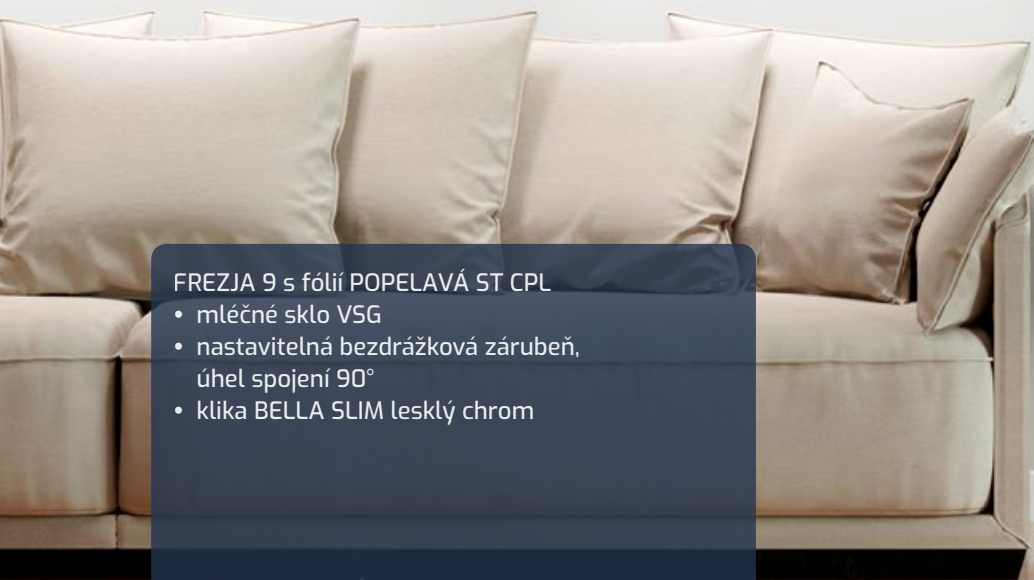 FREZJA 9 s fólií POPELAVÁ ST CPL
• mléčné sklo VSG
• nastavitelná bezdrážková zárubeň,
úhel spojení 90°
• klika BELLA SLIM lesklý chrom